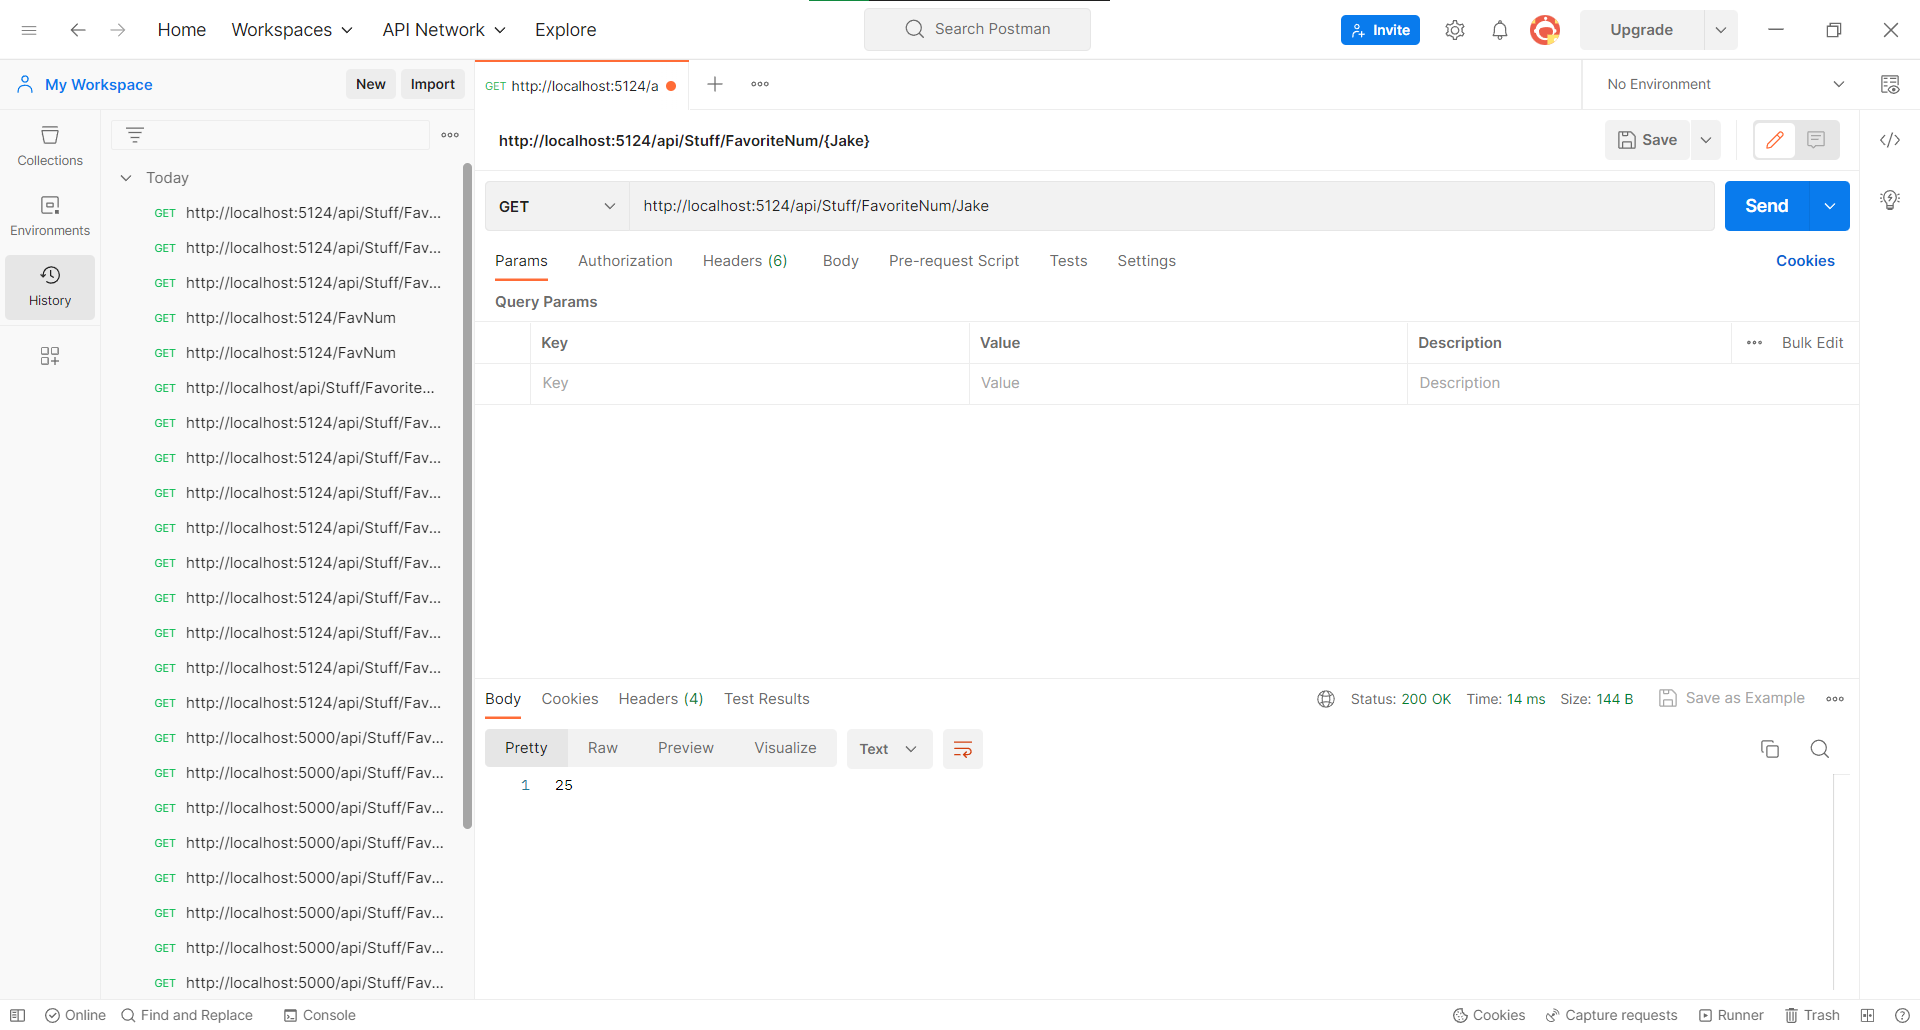 Home Workspaces API Network Explore Search Postman Invite Upgrade
My Workspace New Import GET http://localhost:5124/a No Environment
Collections
Environments
History
Today
GET http://localhost:5124/api/Stuff/Fav...
GET http://localhost:5124/api/Stuff/Fav...
GET http://localhost:5124/api/Stuff/Fav...
GET http://localhost:5124/FavNum
GET http://localhost:5124/FavNum
GET http://localhost/api/Stuff/Favorite...
GET http://localhost:5124/api/Stuff/Fav...
GET http://localhost:5124/api/Stuff/Fav...
GET http://localhost:5124/api/Stuff/Fav...
GET http://localhost:5124/api/Stuff/Fav...
GET http://localhost:5124/api/Stuff/Fav...
GET http://localhost:5124/api/Stuff/Fav...
GET http://localhost:5124/api/Stuff/Fav...
GET http://localhost:5124/api/Stuff/Fav...
GET http://localhost:5124/api/Stuff/Fav...
GET http://localhost:5000/api/Stuff/Fav...
GET http://localhost:5000/api/Stuff/Fav...
GET http://localhost:5000/api/Stuff/Fav...
GET http://localhost:5000/api/Stuff/Fav...
GET http://localhost:5000/api/Stuff/Fav...
GET http://localhost:5000/api/Stuff/Fav...
GET http://localhost:5000/api/Stuff/Fav...
GET http://localhost:5000/api/Stuff/Fav...
http://localhost:5124/api/Stuff/FavoriteNum/{Jake} Save
GET http://localhost:5124/api/Stuff/FavoriteNum/Jake Send
Params Authorization Headers (6) Body Pre-request Script Tests Settings Cookies
Query Params
Key Value Description Bulk Edit
Key Value Description
Body Cookies Headers (4) Test Results Status: 200 OK Time: 14 ms Size: 144 B Save as Example
Pretty Raw Preview Visualize Text
1 25
Online Find and Replace Console Cookies Capture requests Runner Trash